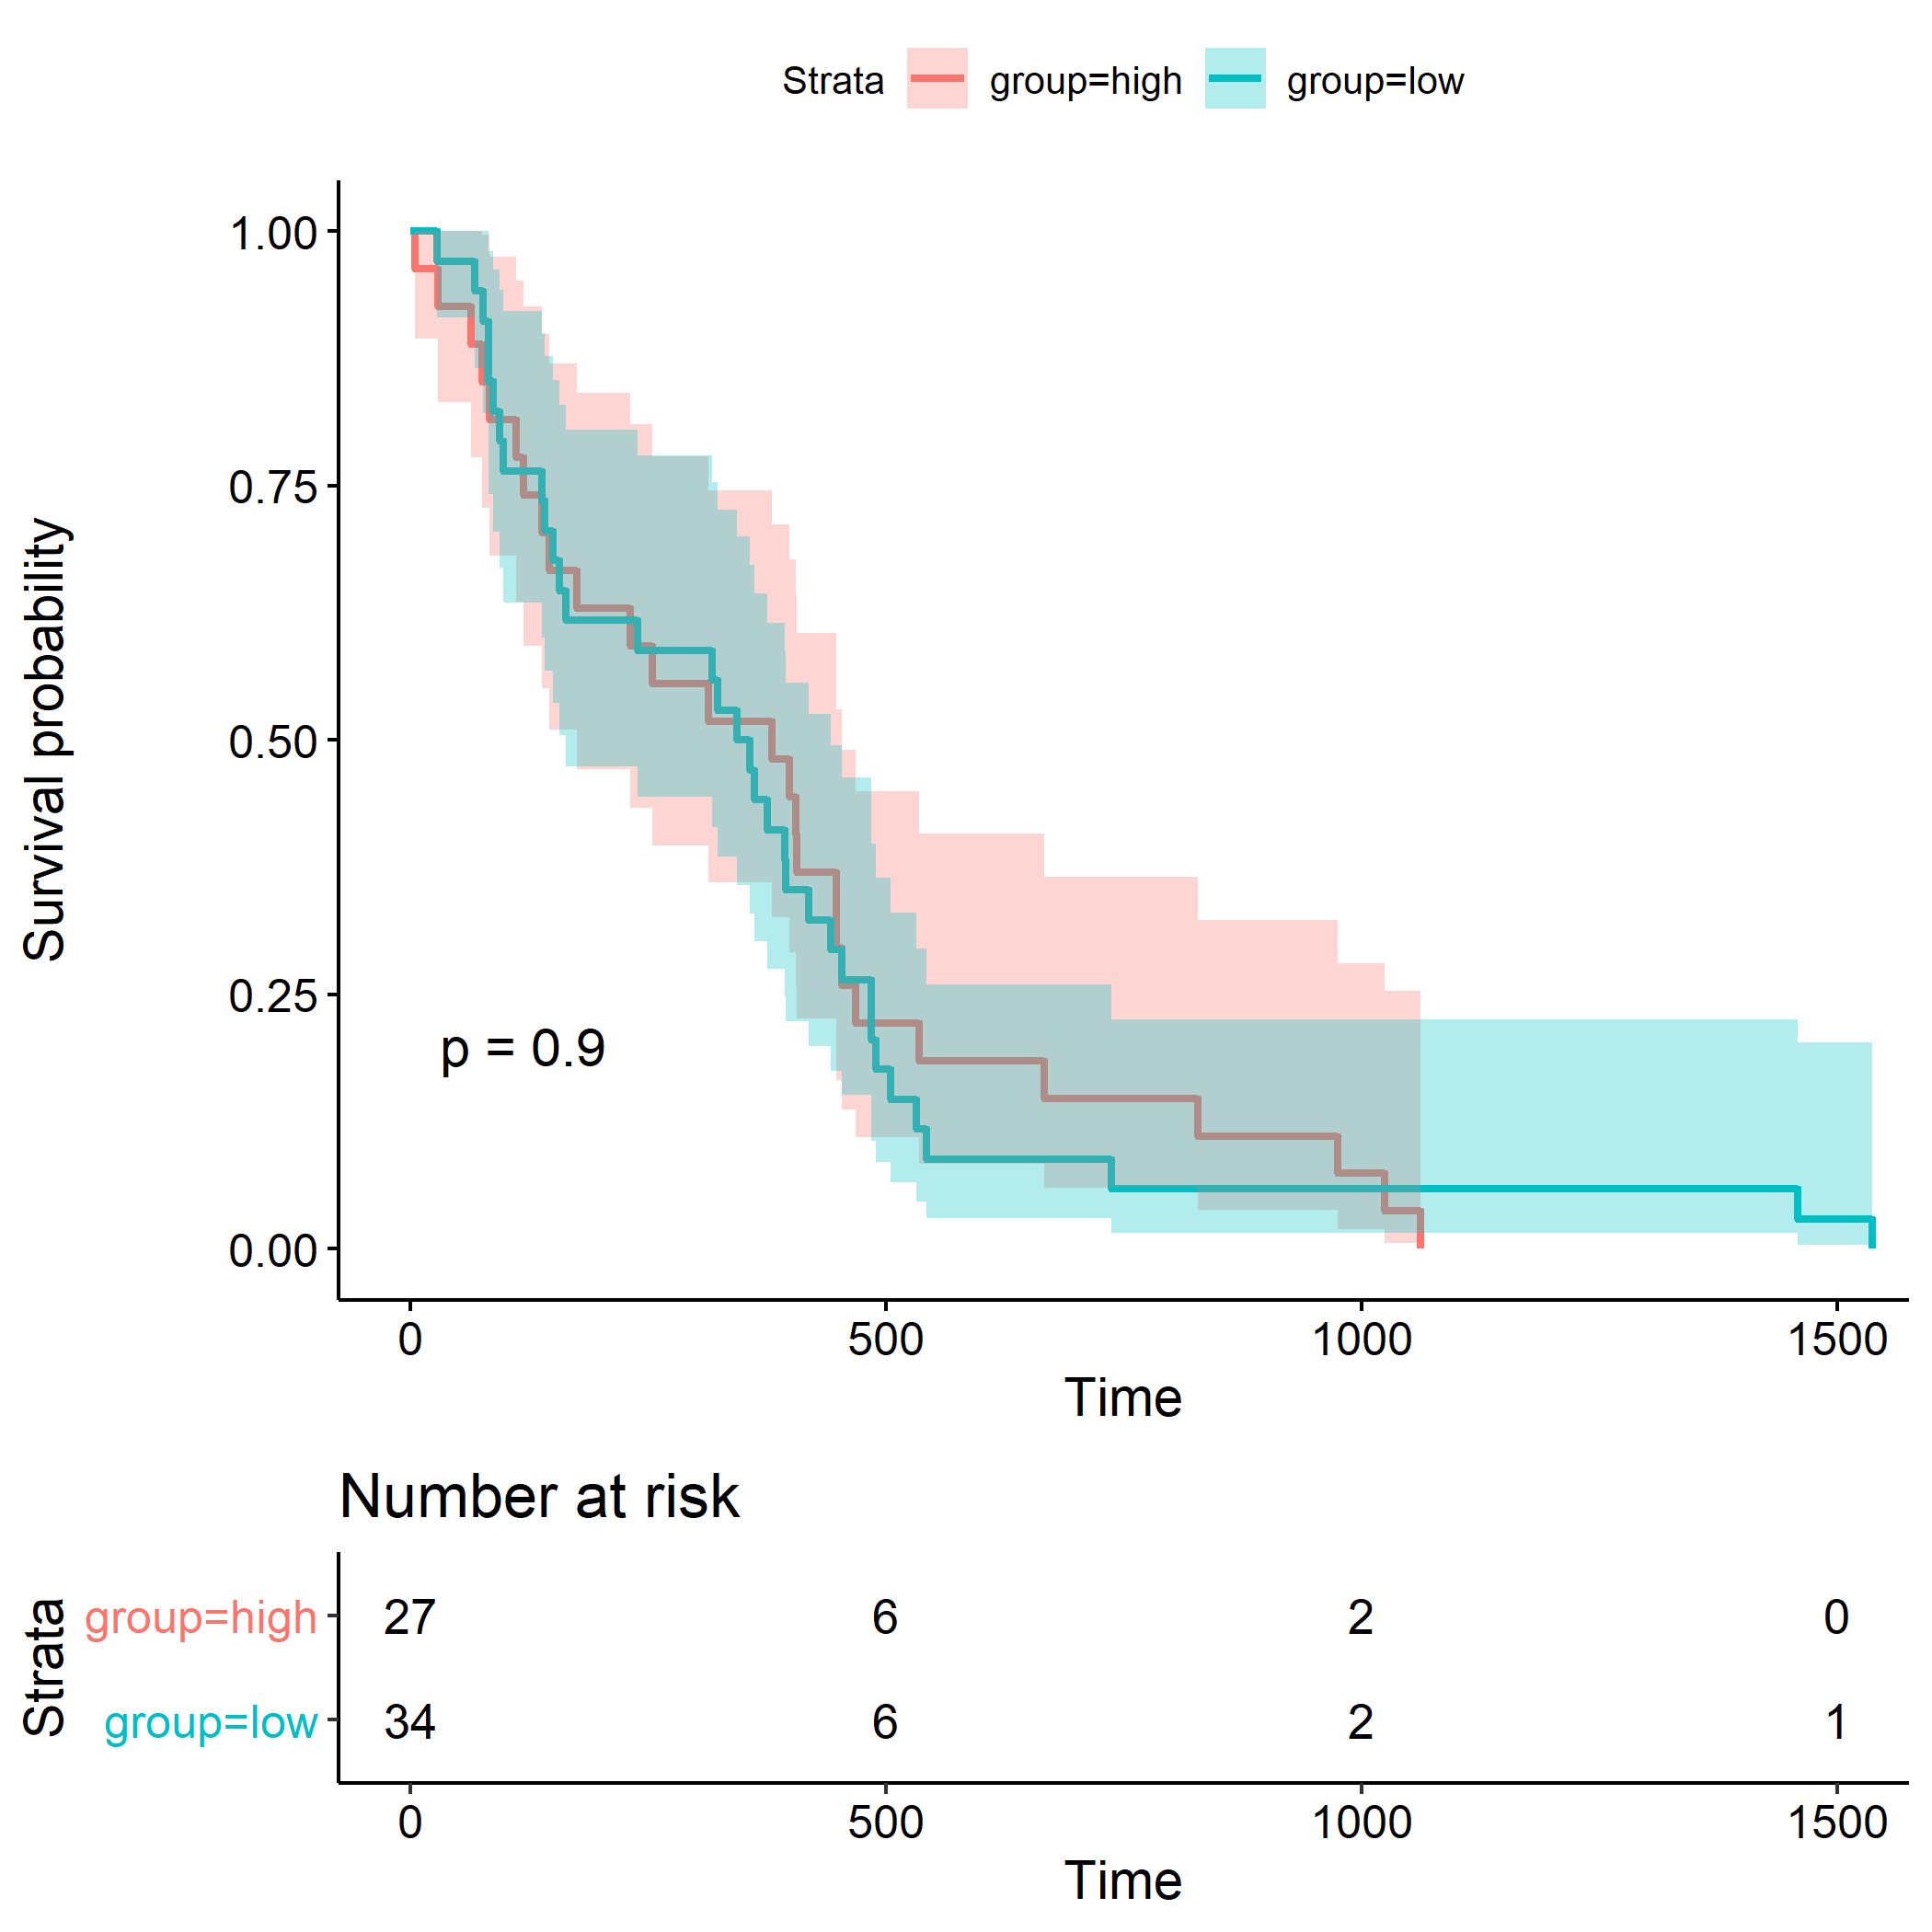 Strata group=high group=low
1.00
0.75
0.50
0.25
0.00
Survival probability
p = 0.9
0 500 1000 1500
Time
Number at risk
Strata
group=high 27 6 2 0
group=low 34 6 2 1
0 500 1000 1500
Time